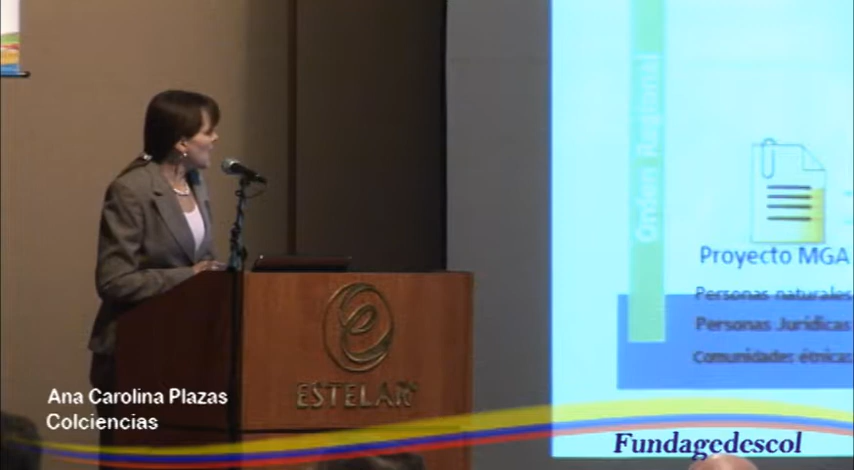 Orden Regional
Proyecto MGA
Personas naturales
Personas Jurídicas
Comunidades étnicas
ESTELAR
Ana Carolina Plazas
Colciencias
Fundagedescol